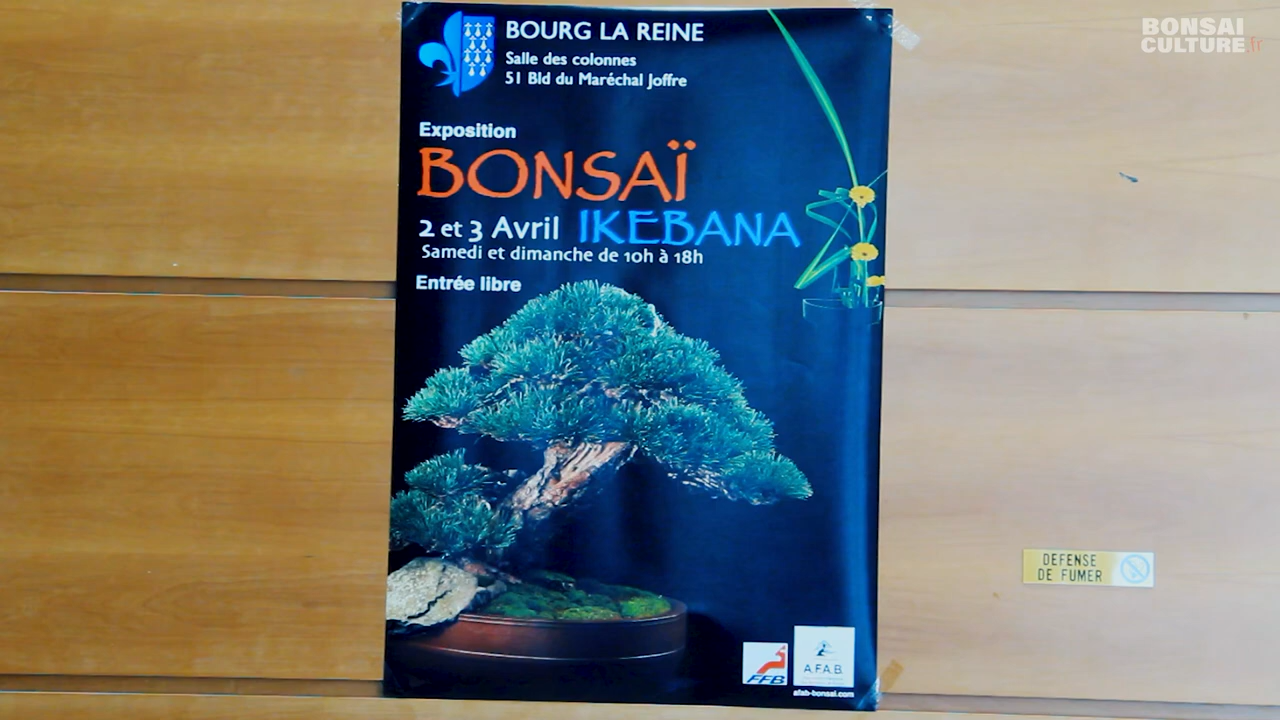 BOURG LA REINE
Salle des colonnes
51 Bld du Maréchal Joffre
Exposition
BONSAÏ
2 et 3 Avril IKEBANA
Samedi et dimanche de 10h à 18h
Entrée libre
FFB
A.F.A.B.
afab-bonsai.com
DEFENSE
DE FUMER
BONSAI
CULTURE.fr